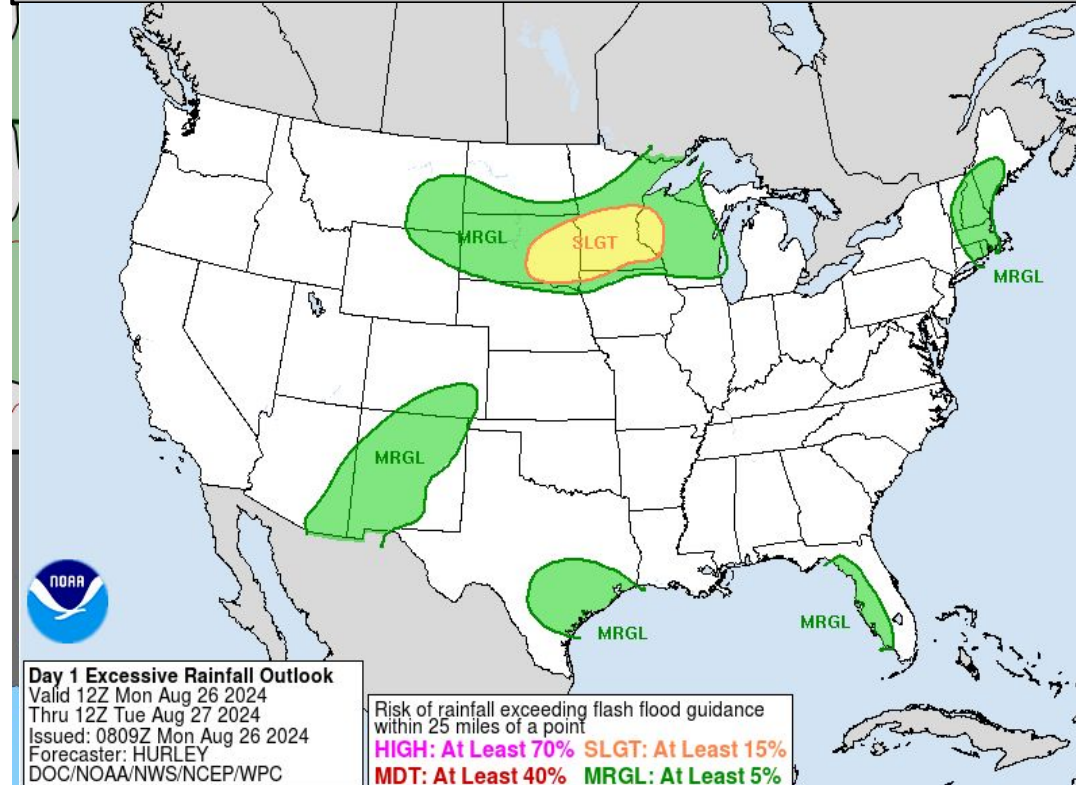 MRGL
SLGT
MRGL
MRGL
MRGL
MRGL
NOAA
Day 1 Excessive Rainfall Outlook
Valid 12Z Mon Aug 26 2024
Thru 12Z Tue Aug 27 2024
Issued: 0809Z Mon Aug 26 2024
Forecaster: HURLEY
DOC/NOAA/NWS/NCEP/WPC
Risk of rainfall exceeding flash flood guidance
within 25 miles of a point
HIGH: At Least 70% SLGT: At Least 15%
MDT: At Least 40% MRGL: At Least 5%